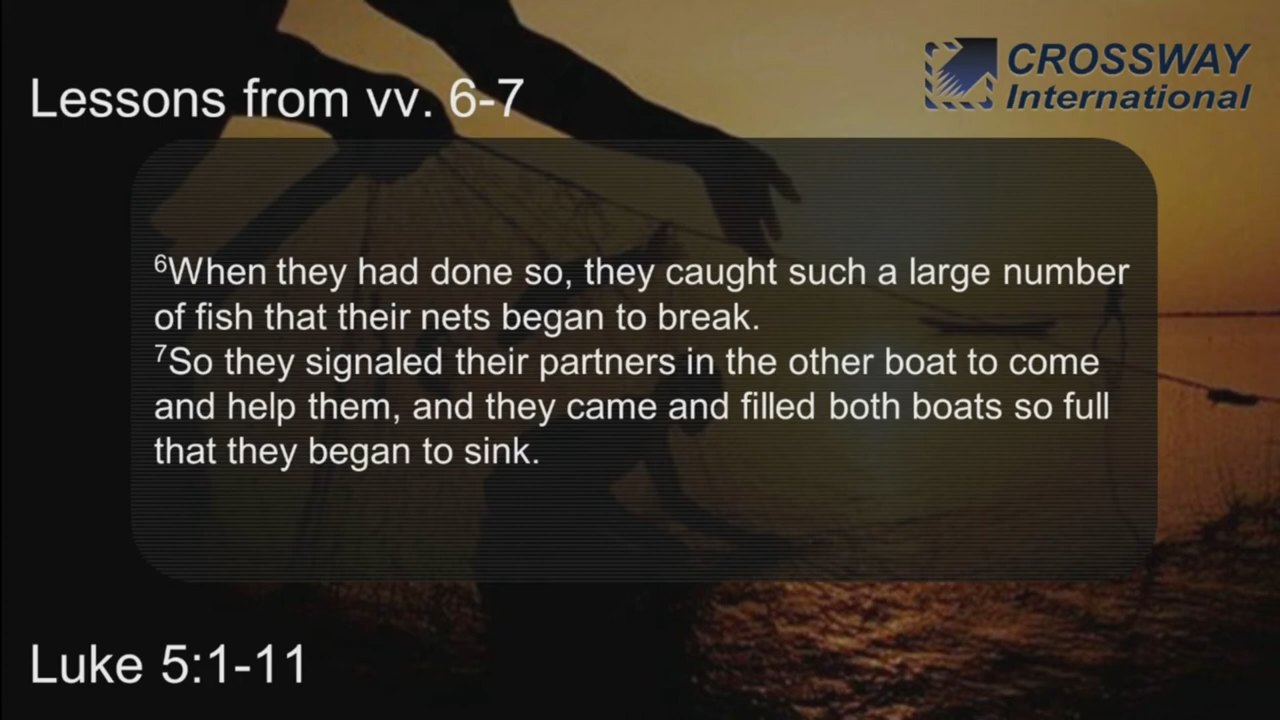 Lessons from vv. 6-7
CROSSWAY
International
⁶When they had done so, they caught such a large number
of fish that their nets began to break.
⁷So they signaled their partners in the other boat to come
and help them, and they came and filled both boats so full
that they began to sink.
Luke 5:1-11